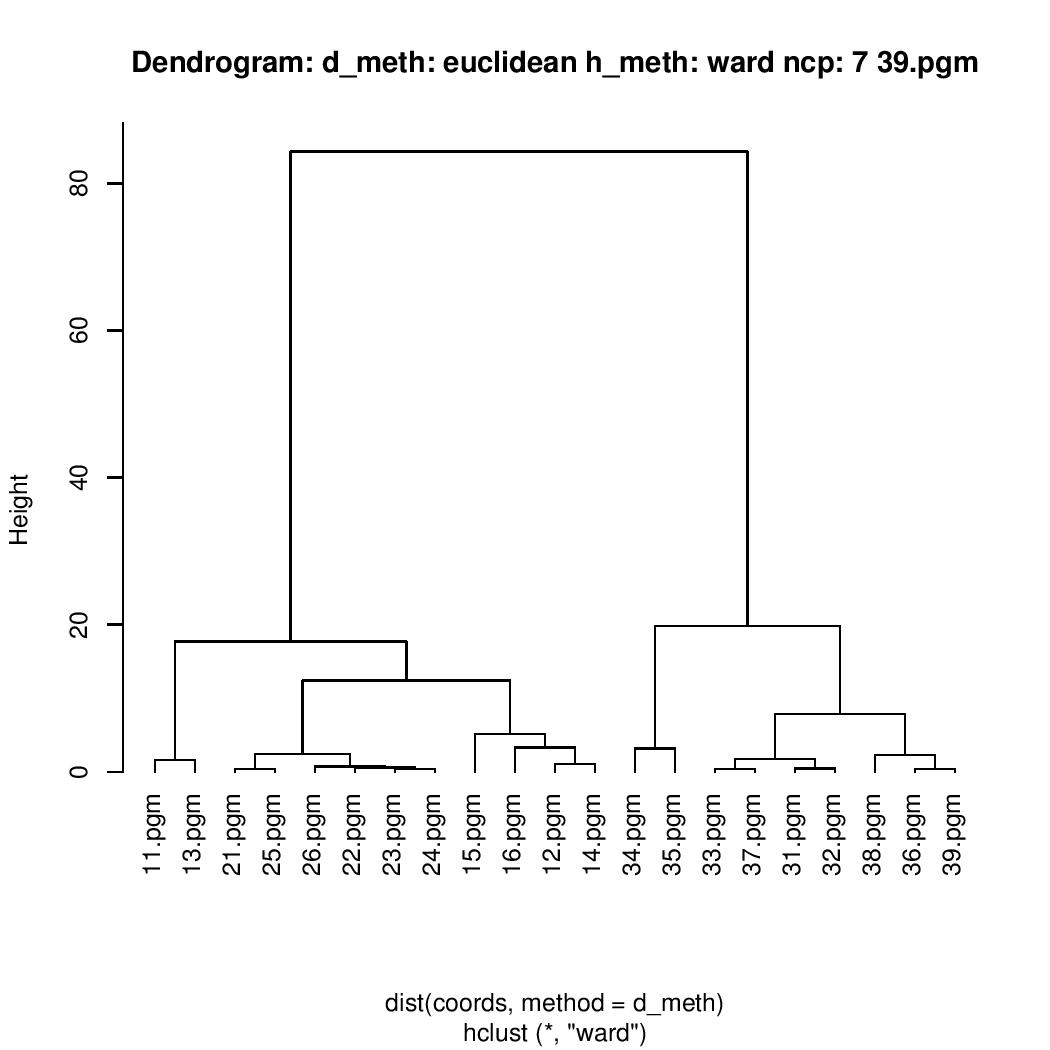 Dendrogram: d_meth: euclidean h_meth: ward ncp: 7 39.pgm
80
60
40
20
0
Height
11.pgm
13.pgm
21.pgm
25.pgm
26.pgm
22.pgm
23.pgm
24.pgm
15.pgm
16.pgm
12.pgm
14.pgm
34.pgm
35.pgm
33.pgm
37.pgm
31.pgm
32.pgm
38.pgm
36.pgm
39.pgm
dist(coords, method = d_meth)
hclust (*, "ward")